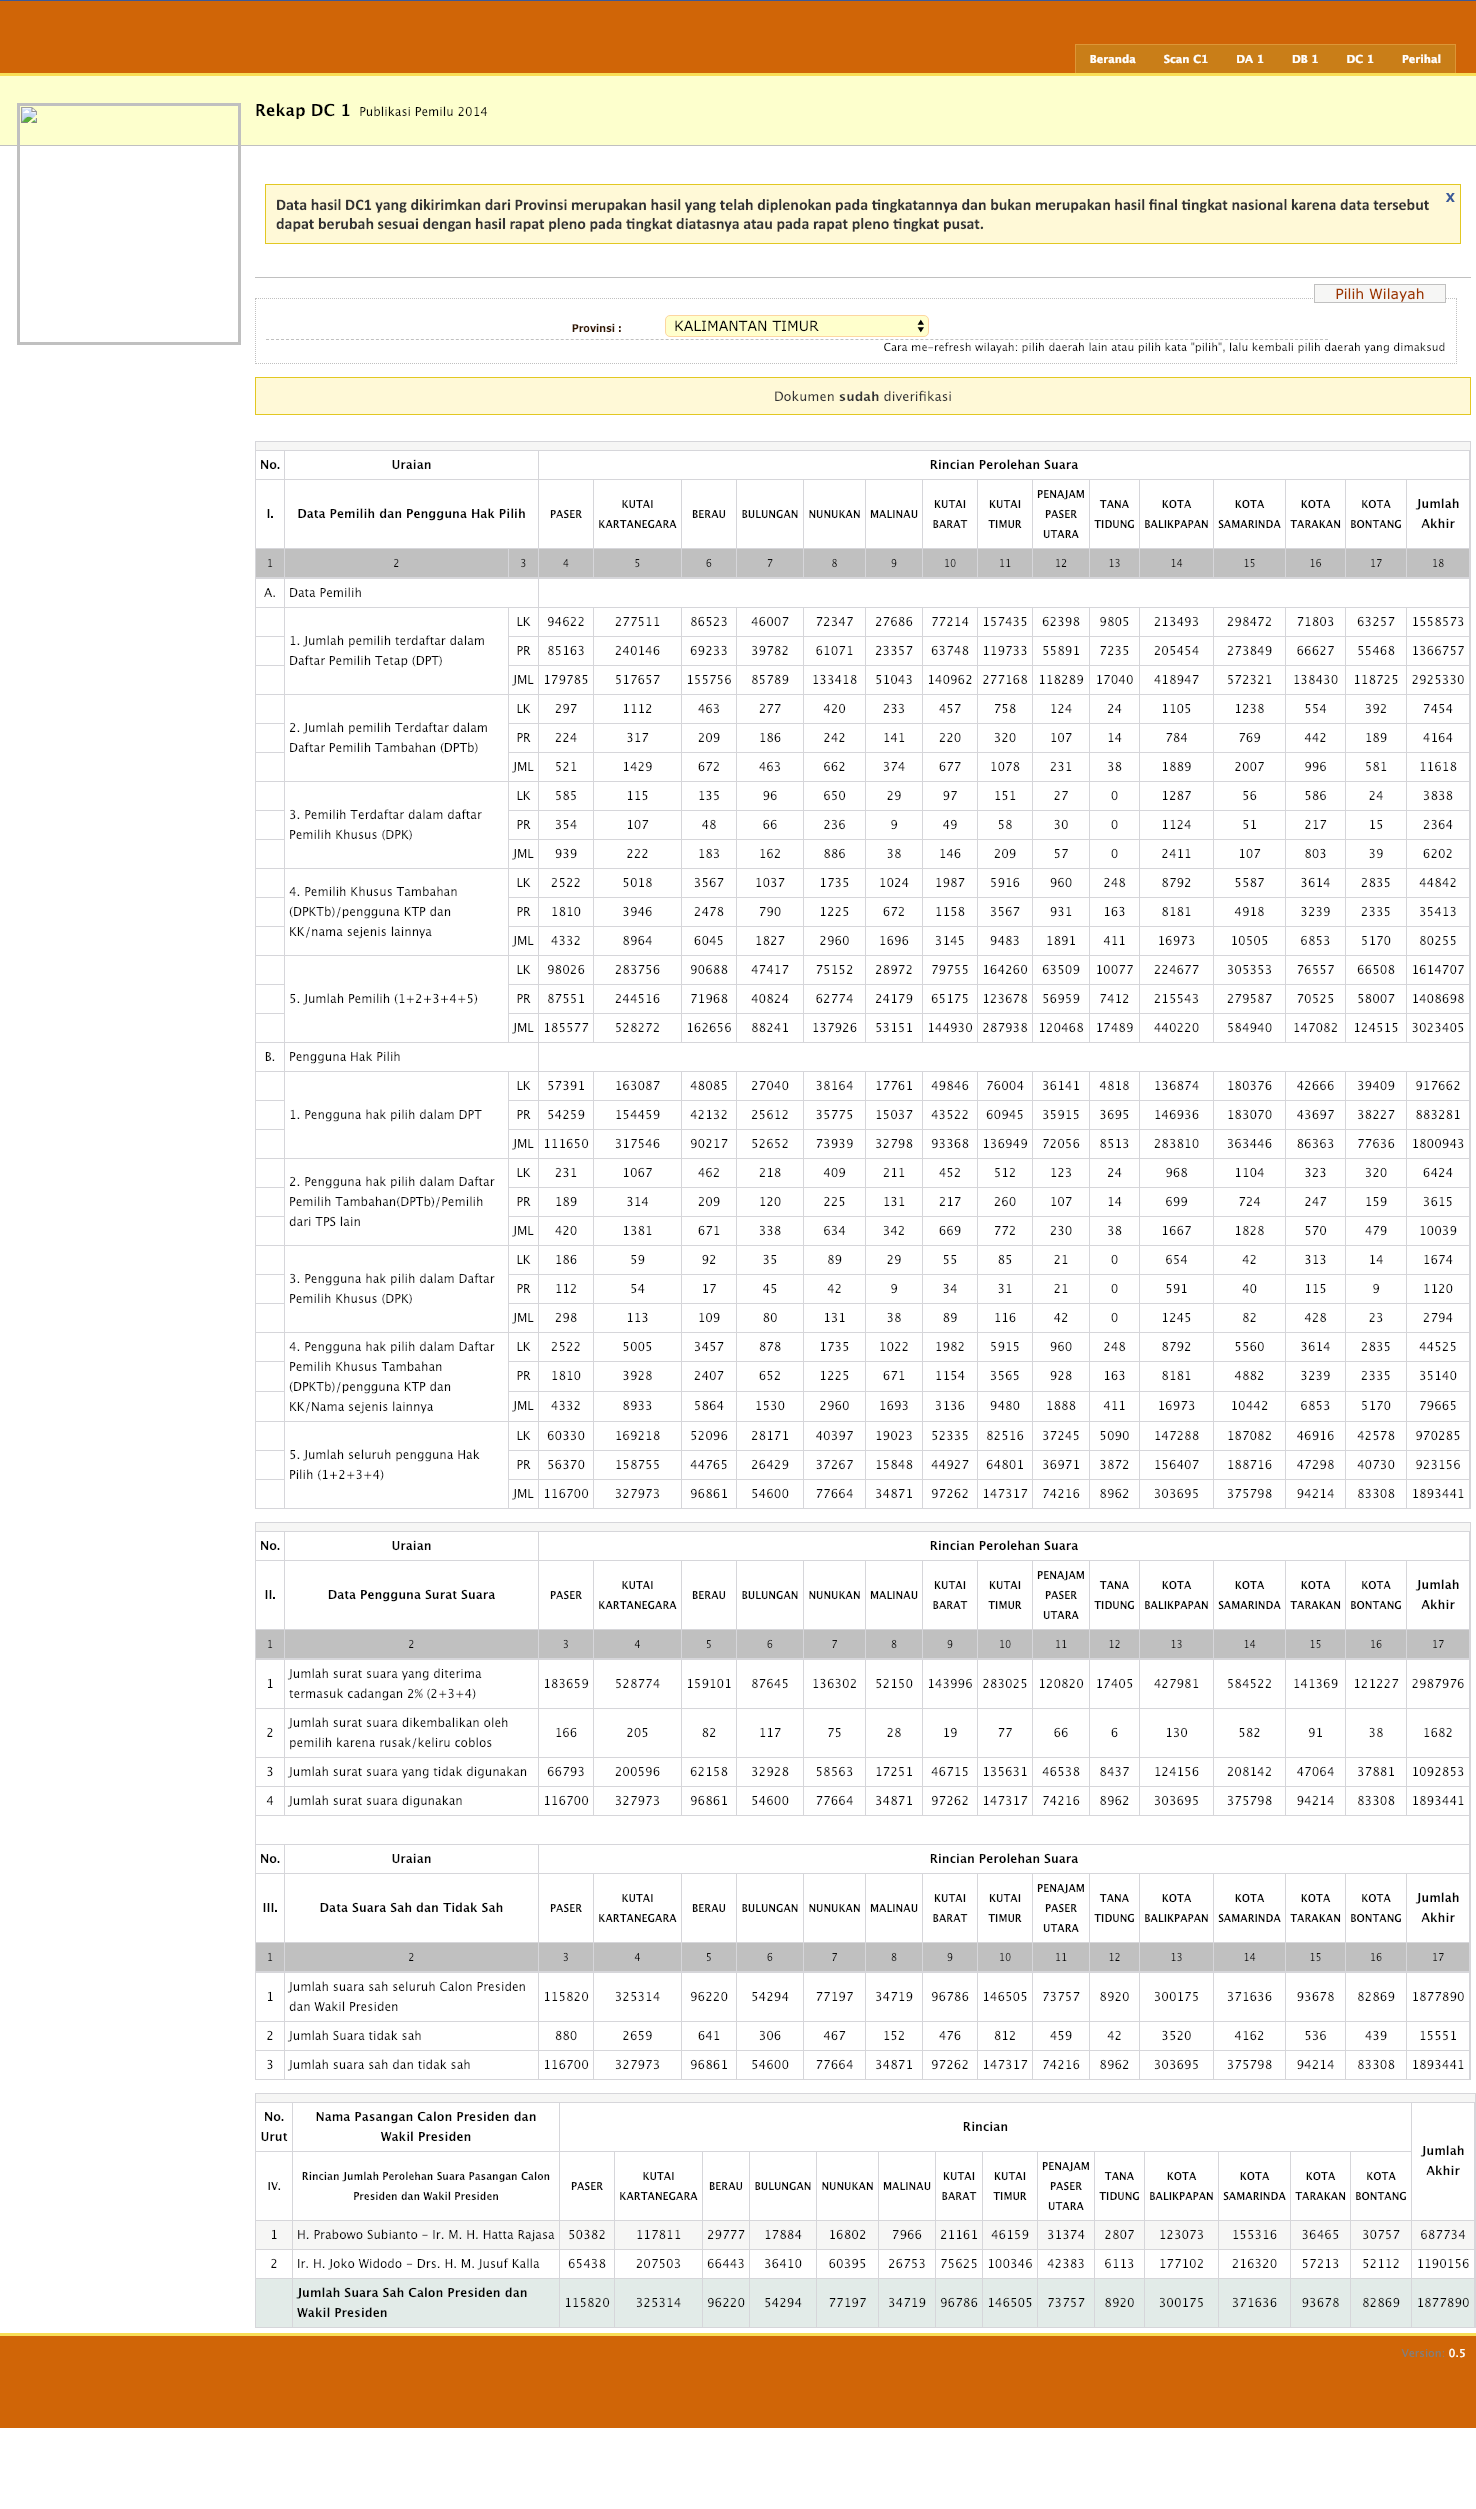 Beranda Scan C1 DA 1 DB 1 DC 1 Perihal
Rekap DC 1 Publikasi Pemilu 2014
x
Data hasil DC1 yang dikirimkan dari Provinsi merupakan hasil yang telah diplenokan pada tingkatannya dan bukan merupakan hasil final tingkat nasional karena data tersebut
dapat berubah sesuai dengan hasil rapat pleno pada tingkat diatasnya atau pada rapat pleno tingkat pusat.
Pilih Wilayah
Provinsi : KALIMANTAN TIMUR
Cara me-refresh wilayah: pilih daerah lain atau pilih kata "pilih", lalu kembali pilih daerah yang dimaksud
Dokumen sudah diverifikasi
No. Uraian Rincian Perolehan Suara
I. Data Pemilih dan Pengguna Hak Pilih PASER KUTAI KARTANEGARA BERAU BULUNGAN NUNUKAN MALINAU KUTAI BARAT KUTAI TIMUR PENAJAM PASER UTARA TANA TIDUNG KOTA BALIKPAPAN KOTA SAMARINDA KOTA TARAKAN KOTA BONTANG Jumlah Akhir
1 2 3 4 5 6 7 8 9 10 11 12 13 14 15 16 17 18
A. Data Pemilih
1. Jumlah pemilih terdaftar dalam Daftar Pemilih Tetap (DPT)
LK 94622 277511 86523 46007 72347 27686 77214 157435 62398 9805 213493 298472 71803 63257 1558573
PR 85163 240146 69233 39782 61071 23357 63748 119733 55891 7235 205454 273849 66627 55468 1366757
JML 179785 517657 155756 85789 133418 51043 140962 277168 118289 17040 418947 572321 138430 118725 2925330
2. Jumlah pemilih Terdaftar dalam Daftar Pemilih Tambahan (DPTb)
LK 297 1112 463 277 420 233 457 758 124 24 1105 1238 554 392 7454
PR 224 317 209 186 242 141 220 320 107 14 784 769 442 189 4164
JML 521 1429 672 463 662 374 677 1078 231 38 1889 2007 996 581 11618
3. Pemilih Terdaftar dalam daftar Pemilih Khusus (DPK)
LK 585 115 135 96 650 29 97 151 27 0 1287 56 586 24 3838
PR 354 107 48 66 236 9 49 58 30 0 1124 51 217 15 2364
JML 939 222 183 162 886 38 146 209 57 0 2411 107 803 39 6202
4. Pemilih Khusus Tambahan (DPKTb)/pengguna KTP dan KK/nama sejenis lainnya
LK 2522 5018 3567 1037 1735 1024 1987 5916 960 248 8792 5587 3614 2835 44842
PR 1810 3946 2478 790 1225 672 1158 3567 931 163 8181 4918 3239 2335 35413
JML 4332 8964 6045 1827 2960 1696 3145 9483 1891 411 16973 10505 6853 5170 80255
5. Jumlah Pemilih (1+2+3+4+5)
LK 98026 283756 90688 47417 75152 28972 79755 164260 63509 10077 224677 305353 76557 66508 1614707
PR 87551 244516 71968 40824 62774 24179 65175 123678 56959 7412 215543 279587 70525 58007 1408698
JML 185577 528272 162656 88241 137926 53151 144930 287938 120468 17489 440220 584940 147082 124515 3023405
B. Pengguna Hak Pilih
1. Pengguna hak pilih dalam DPT
LK 57391 163087 48085 27040 38164 17761 49846 76004 36141 4818 136874 180376 42666 39409 917662
PR 54259 154459 42132 25612 35775 15037 43522 60945 35915 3695 146936 183070 43697 38227 883281
JML 111650 317546 90217 52652 73939 32798 93368 136949 72056 8513 283810 363446 86363 77636 1800943
2. Pengguna hak pilih dalam Daftar Pemilih Tambahan(DPTb)/Pemilih dari TPS lain
LK 231 1067 462 218 409 211 452 512 123 24 968 1104 323 320 6424
PR 189 314 209 120 225 131 217 260 107 14 699 724 247 159 3615
JML 420 1381 671 338 634 342 669 772 230 38 1667 1828 570 479 10039
3. Pengguna hak pilih dalam Daftar Pemilih Khusus (DPK)
LK 186 59 92 35 89 29 55 85 21 0 654 42 313 14 1674
PR 112 54 17 45 42 9 34 31 21 0 591 40 115 9 1120
JML 298 113 109 80 131 38 89 116 42 0 1245 82 428 23 2794
4. Pengguna hak pilih dalam Daftar Pemilih Khusus Tambahan (DPKTb)/pengguna KTP dan KK/Nama sejenis lainnya
LK 2522 5005 3457 878 1735 1022 1982 5915 960 248 8792 5560 3614 2835 44525
PR 1810 3928 2407 652 1225 671 1154 3565 928 163 8181 4882 3239 2335 35140
JML 4332 8933 5864 1530 2960 1693 3136 9480 1888 411 16973 10442 6853 5170 79665
5. Jumlah seluruh pengguna Hak Pilih (1+2+3+4)
LK 60330 169218 52096 28171 40397 19023 52335 82516 37245 5090 147288 187082 46916 42578 970285
PR 56370 158755 44765 26429 37267 15848 44927 64801 36971 3872 156407 188716 47298 40730 923156
JML 116700 327973 96861 54600 77664 34871 97262 147317 74216 8962 303695 375798 94214 83308 1893441
No. Uraian Rincian Perolehan Suara
II. Data Pengguna Surat Suara PASER KUTAI KARTANEGARA BERAU BULUNGAN NUNUKAN MALINAU KUTAI BARAT KUTAI TIMUR PENAJAM PASER UTARA TANA TIDUNG KOTA BALIKPAPAN KOTA SAMARINDA KOTA TARAKAN KOTA BONTANG Jumlah Akhir
1 2 3 4 5 6 7 8 9 10 11 12 13 14 15 16 17
1 Jumlah surat suara yang diterima termasuk cadangan 2% (2+3+4) 183659 528774 159101 87645 136302 52150 143996 283025 120820 17405 427981 584522 141369 121227 2987976
2 Jumlah surat suara dikembalikan oleh pemilih karena rusak/keliru coblos 166 205 82 117 75 28 19 77 66 6 130 582 91 38 1682
3 Jumlah surat suara yang tidak digunakan 66793 200596 62158 32928 58563 17251 46715 135631 46538 8437 124156 208142 47064 37881 1092853
4 Jumlah surat suara digunakan 116700 327973 96861 54600 77664 34871 97262 147317 74216 8962 303695 375798 94214 83308 1893441
No. Uraian Rincian Perolehan Suara
III. Data Suara Sah dan Tidak Sah PASER KUTAI KARTANEGARA BERAU BULUNGAN NUNUKAN MALINAU KUTAI BARAT KUTAI TIMUR PENAJAM PASER UTARA TANA TIDUNG KOTA BALIKPAPAN KOTA SAMARINDA KOTA TARAKAN KOTA BONTANG Jumlah Akhir
1 2 3 4 5 6 7 8 9 10 11 12 13 14 15 16 17
1 Jumlah suara sah seluruh Calon Presiden dan Wakil Presiden 115820 325314 96220 54294 77197 34719 96786 146505 73757 8920 300175 371636 93678 82869 1877890
2 Jumlah Suara tidak sah 880 2659 641 306 467 152 476 812 459 42 3520 4162 536 439 15551
3 Jumlah suara sah dan tidak sah 116700 327973 96861 54600 77664 34871 97262 147317 74216 8962 303695 375798 94214 83308 1893441
No. Urut Nama Pasangan Calon Presiden dan Wakil Presiden Rincian Jumlah Akhir
IV. Rincian Jumlah Perolehan Suara Pasangan Calon Presiden dan Wakil Presiden PASER KUTAI KARTANEGARA BERAU BULUNGAN NUNUKAN MALINAU KUTAI BARAT KUTAI TIMUR PENAJAM PASER UTARA TANA TIDUNG KOTA BALIKPAPAN KOTA SAMARINDA KOTA TARAKAN KOTA BONTANG
1 H. Prabowo Subianto - Ir. M. H. Hatta Rajasa 50382 117811 29777 17884 16802 7966 21161 46159 31374 2807 123073 155316 36465 30757 687734
2 Ir. H. Joko Widodo - Drs. H. M. Jusuf Kalla 65438 207503 66443 36410 60395 26753 75625 100346 42383 6113 177102 216320 57213 52112 1190156
Jumlah Suara Sah Calon Presiden dan Wakil Presiden 115820 325314 96220 54294 77197 34719 96786 146505 73757 8920 300175 371636 93678 82869 1877890
0.5